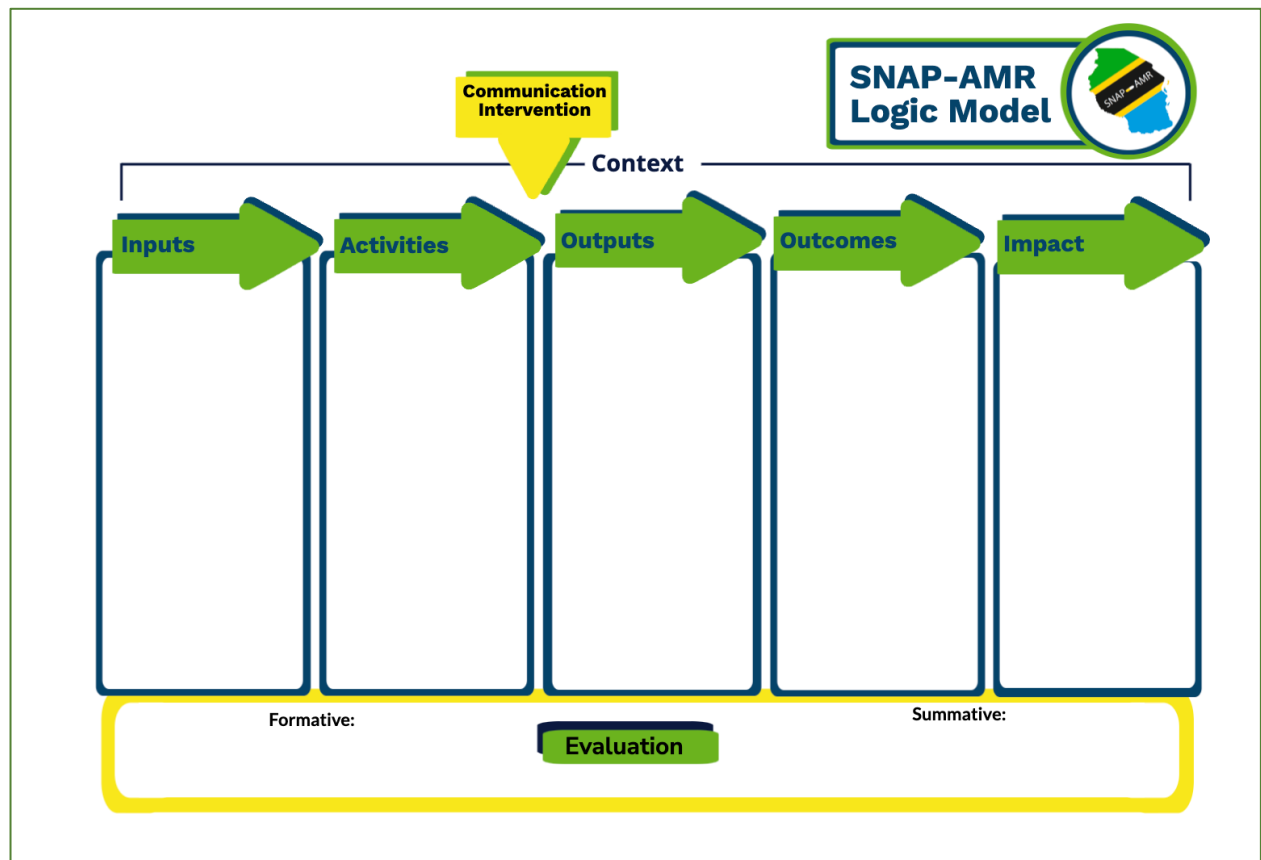 SNAP-AMR
Logic Model
SNAP-AMR
Communication
Intervention
Context
Inputs
Activities
Outputs
Outcomes
Impact
Formative:
Summative:
Evaluation